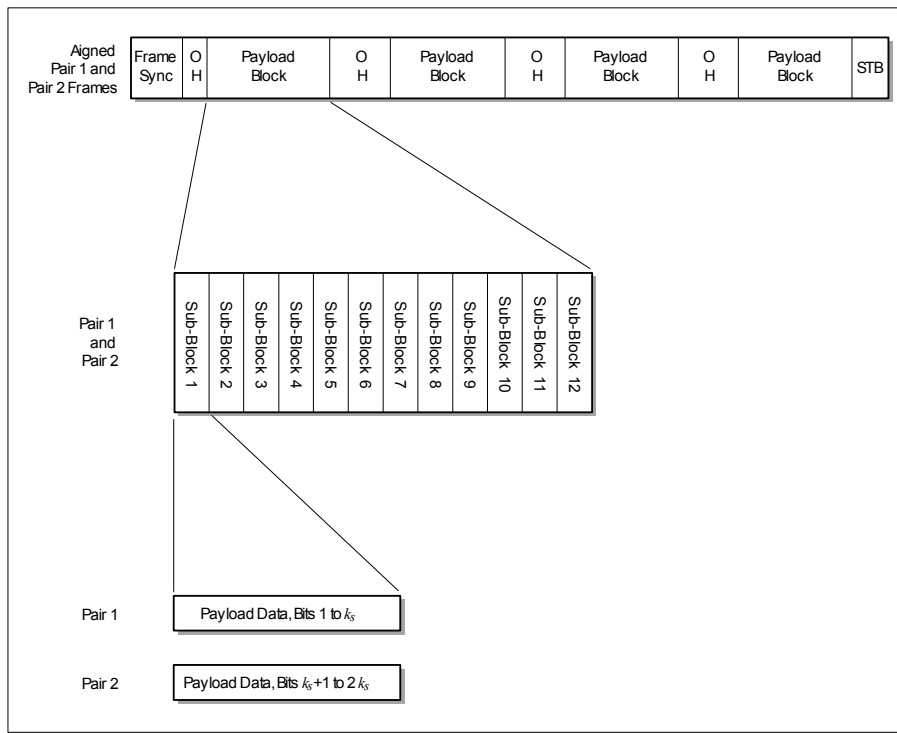 Aigned
Pair 1 and
Pair 2 Frames
Frame
Sync
O
H
Payload
Block
O
H
Payload
Block
O
H
Payload
Block
O
H
Payload
Block
STB
Pair 1
and
Pair 2
Sub-Block 1
Sub-Block 2
Sub-Block 3
Sub-Block 4
Sub-Block 5
Sub-Block 6
Sub-Block 7
Sub-Block 8
Sub-Block 9
Sub-Block 10
Sub-Block 11
Sub-Block 12
Pair 1
Payload Data, Bits 1 to kₛ
Pair 2
Payload Data, Bits kₛ+1 to 2 kₛ